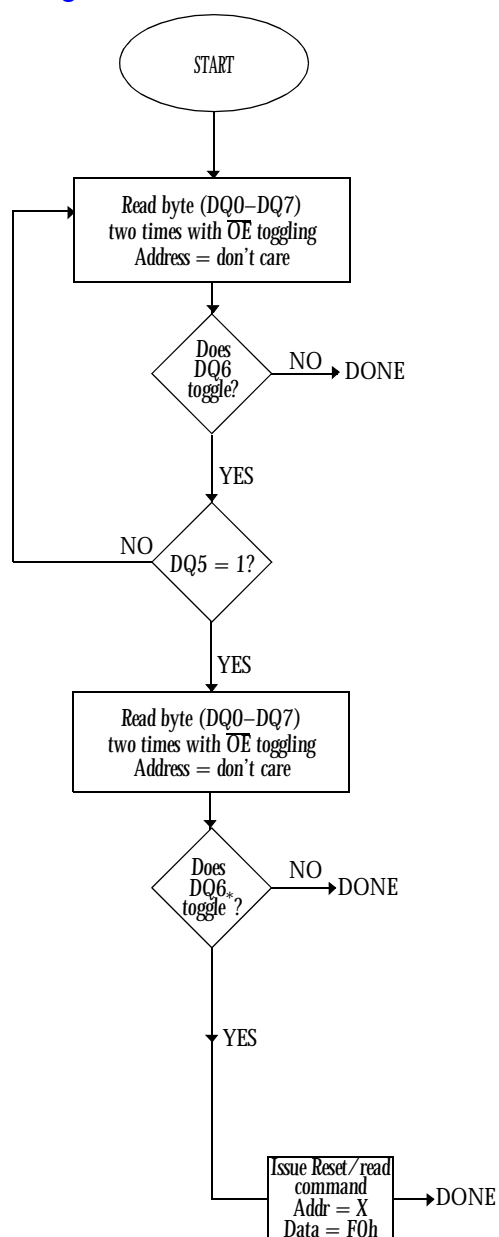 START
Read byte (DQ0–DQ7)
two times with OE toggling
Address = don't care
Does
DQ6
toggle?
NO
DONE
YES
NO
DQ5 = 1?
YES
Read byte (DQ0–DQ7)
two times with OE toggling
Address = don't care
Does
DQ6
toggle*?
NO
DONE
YES
Issue Reset/read
command
Addr = X
Data = F0h
DONE